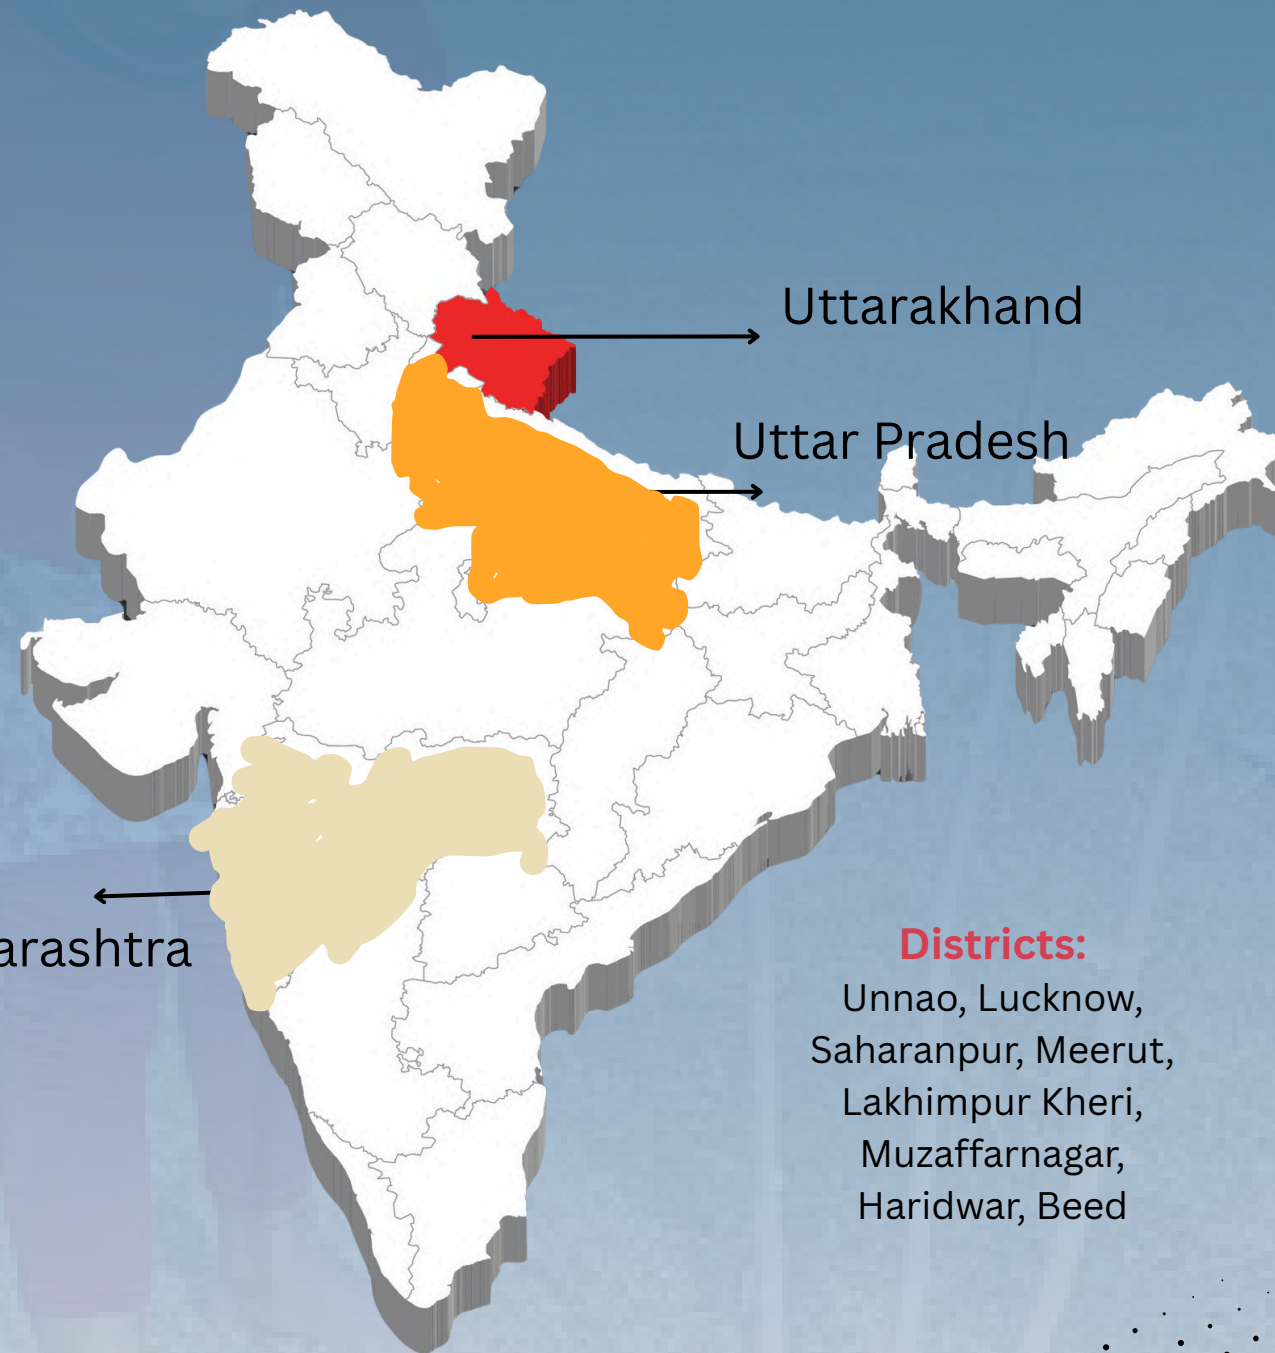 Uttarakhand
Uttar Pradesh
arashtra
Districts:
Unnao, Lucknow,
Saharanpur, Meerut,
Lakhimpur Kheri,
Muzaffarnagar,
Haridwar, Beed